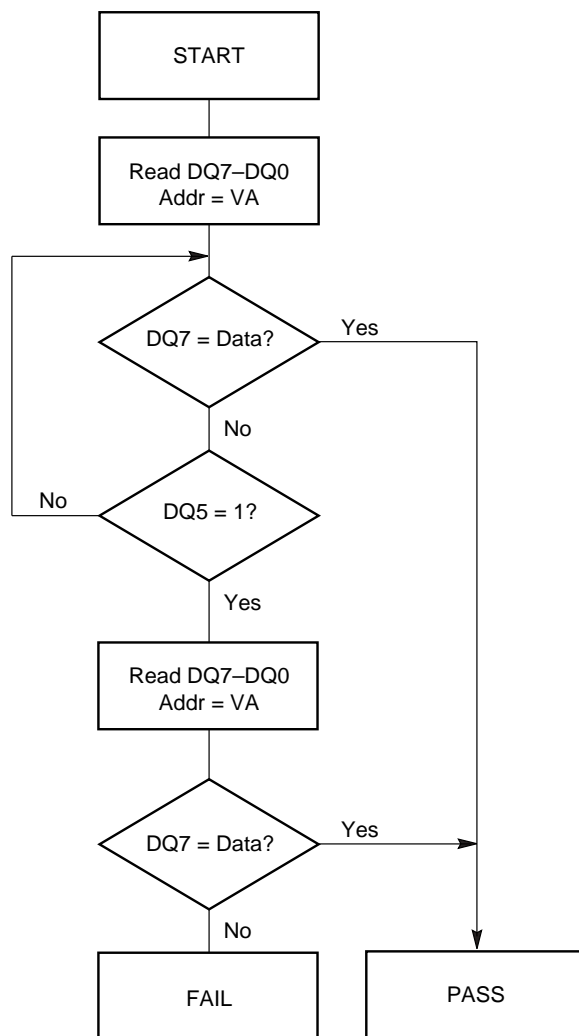 START
Read DQ7–DQ0
Addr = VA
DQ7 = Data?
Yes
No
No
DQ5 = 1?
Yes
Read DQ7–DQ0
Addr = VA
DQ7 = Data?
Yes
No
FAIL
PASS